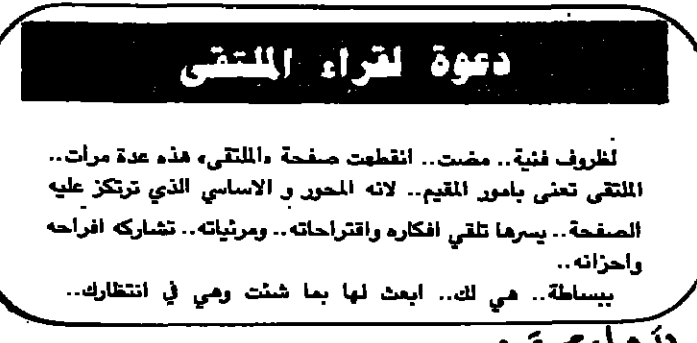 دعوة لقراء الملتقى
لظروف فنية.. مضت.. انقطعت صفحة «الملتقى» هذه عدة مرات..
الملتقى تعنى بامور المقيم.. لانه المحور و الاساسي الذي ترتكز عليه
الصفحة.. يسرها تلقي افكاره واقتراحاته.. ومرئياته.. تشاركه افراحه
واحزانه..
ببساطة.. هي لك.. ابعث لها بما شئت وهي في انتظارك..